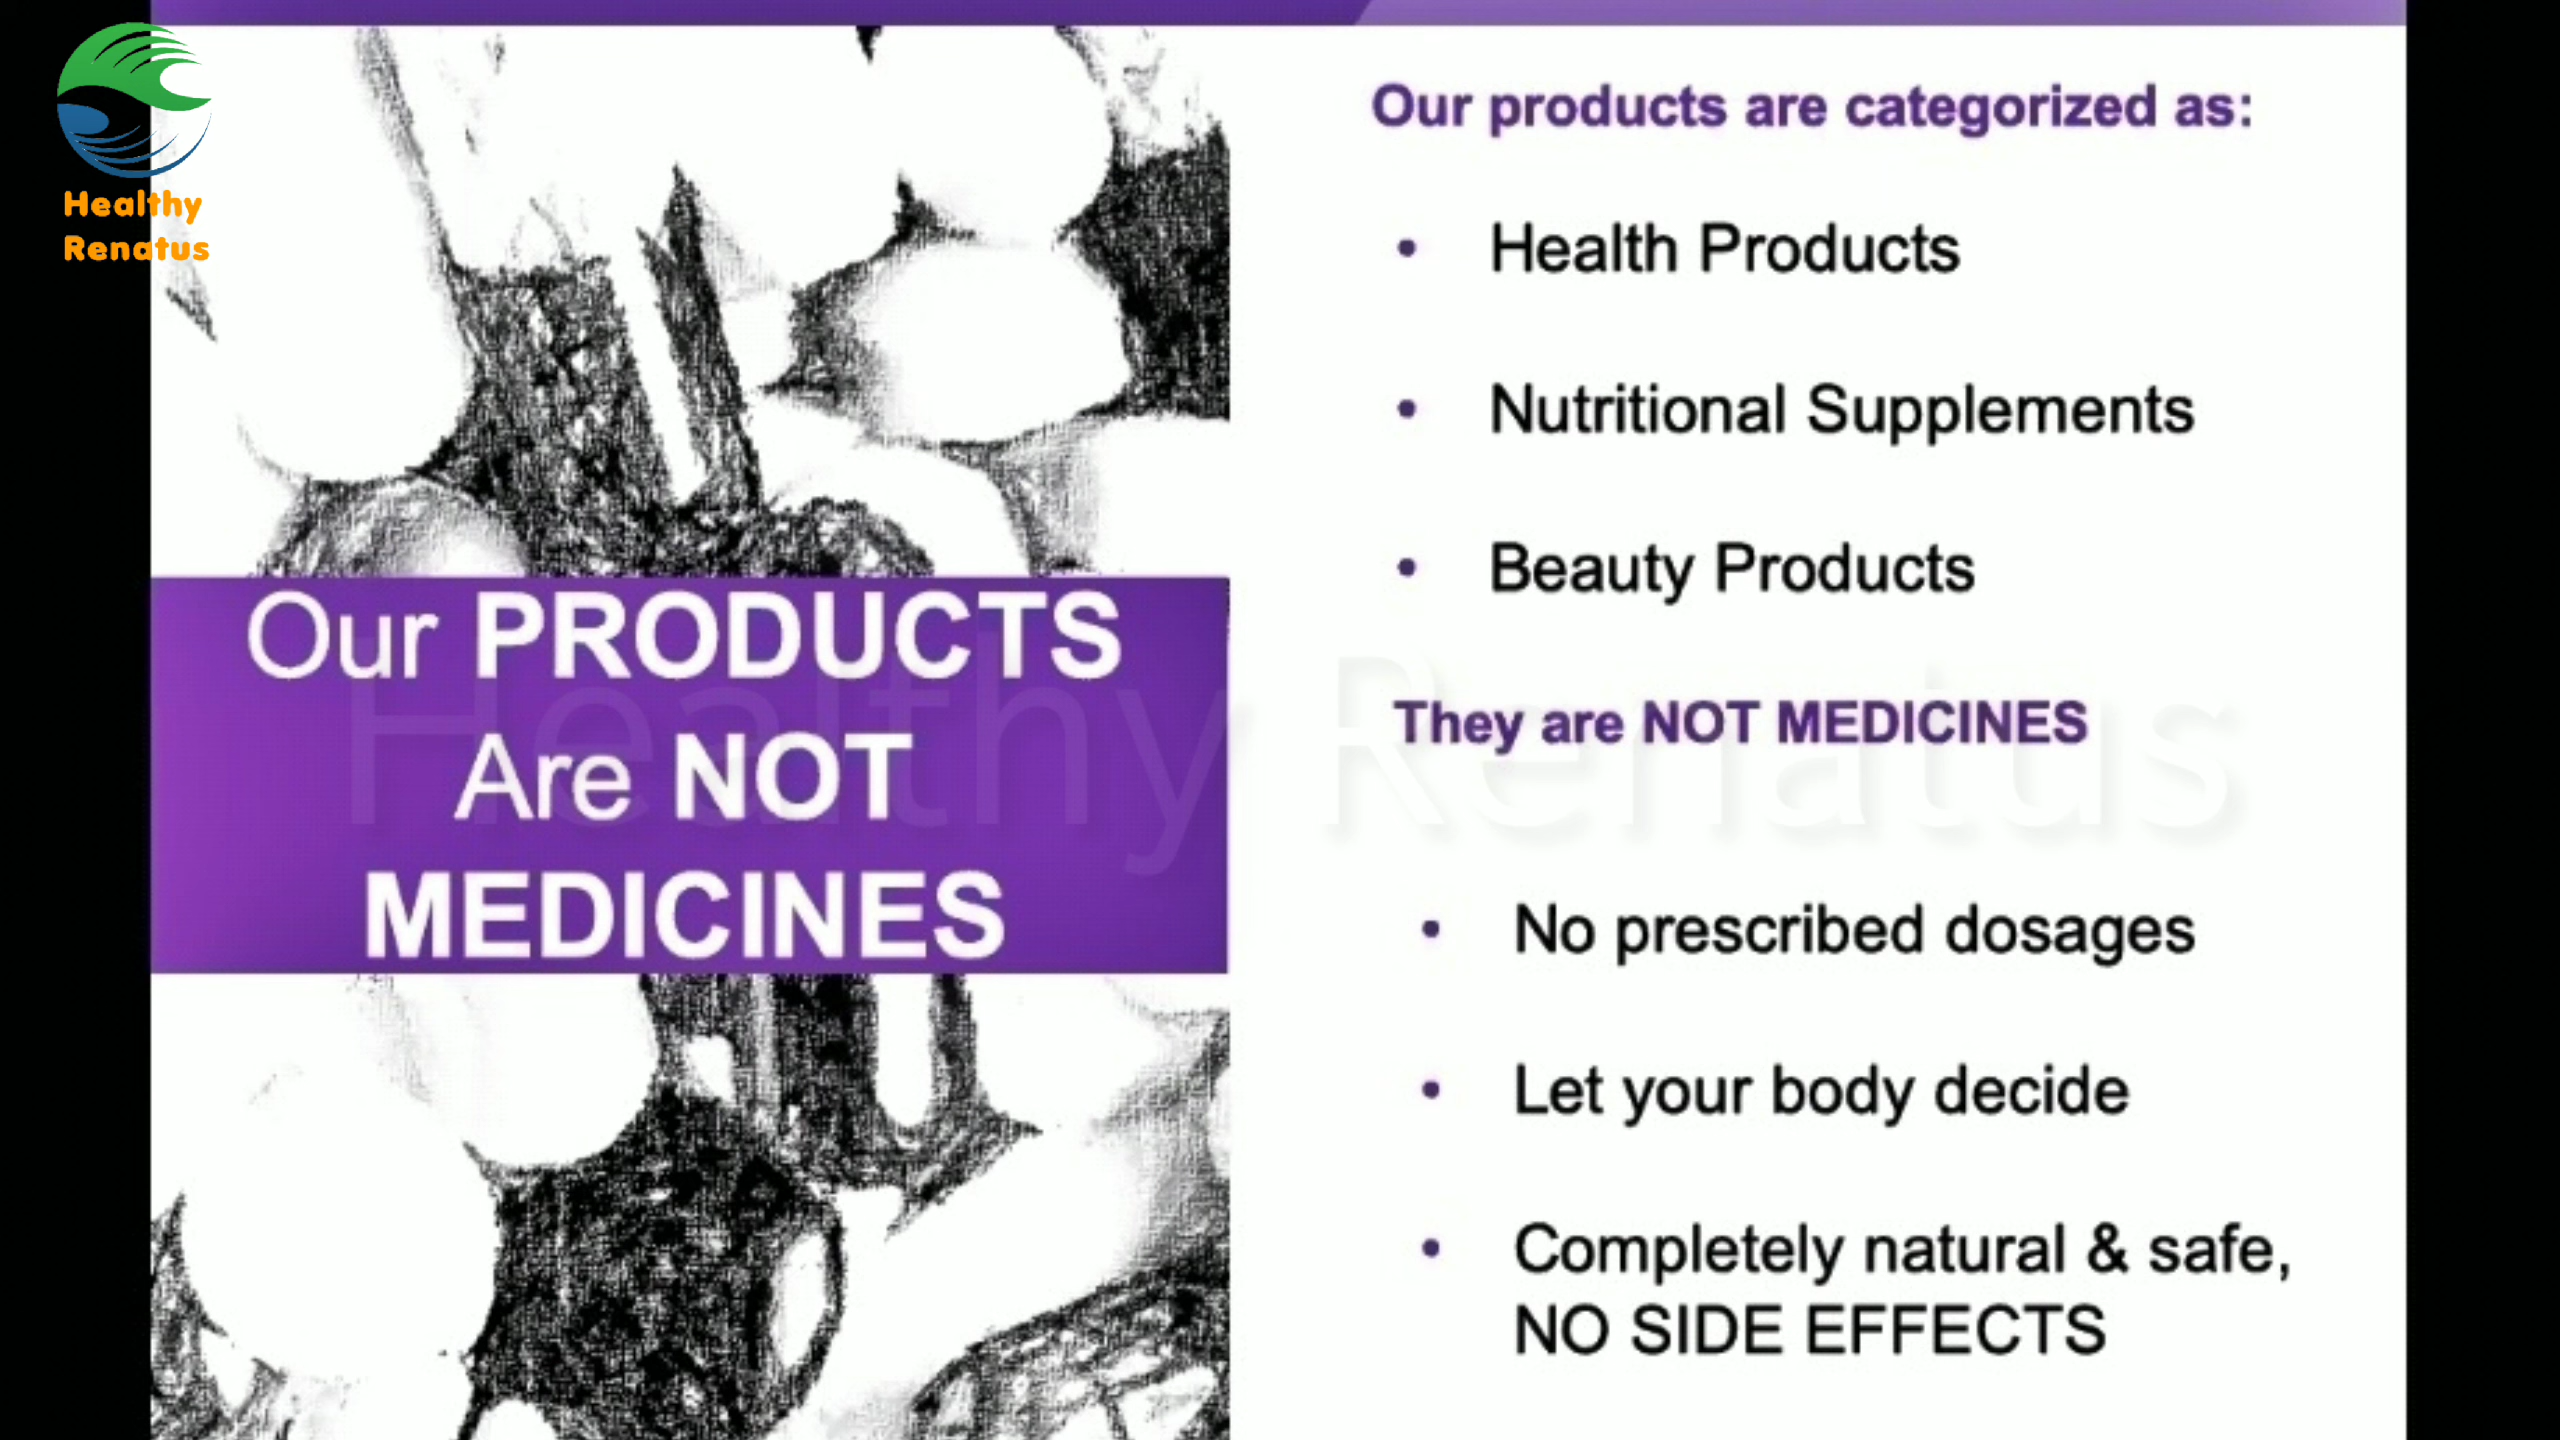 Healthy
Renatus
Our PRODUCTS
Are NOT
MEDICINES
Our products are categorized as:
• Health Products
• Nutritional Supplements
• Beauty Products
They are NOT MEDICINES
• No prescribed dosages
• Let your body decide
• Completely natural & safe,
NO SIDE EFFECTS
Healthy Renatus